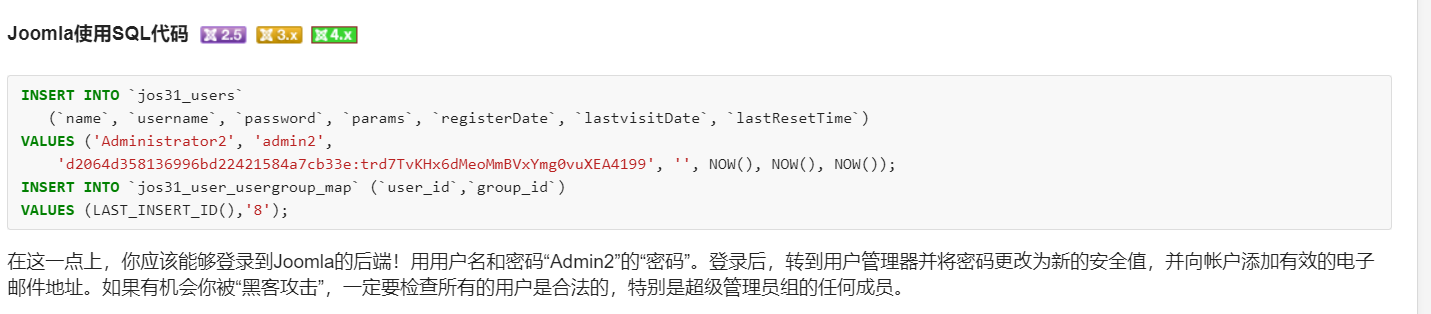 Joomla使用SQL代码 2.5 3.x 4.x
INSERT INTO `jos31_users`
(`name`, `username`, `password`, `params`, `registerDate`, `lastvisitDate`, `lastResetTime`)
VALUES ('Administrator2', 'admin2',
'd2064d358136996bd22421584a7cb33e:trd7TvKHx6dMeoMmBVxYmg0vuXEA4199', '', NOW(), NOW(), NOW());
INSERT INTO `jos31_user_usergroup_map` (`user_id`,`group_id`)
VALUES (LAST_INSERT_ID(),'8');
在这一点上，你应该能够登录到Joomla的后端！用用户名和密码“Admin2”的“密码”。登录后，转到用户管理器并将密码更改为新的安全值，并向帐户添加有效的电子
邮件地址。如果有机会你被“黑客攻击”，一定要检查所有的用户是合法的，特别是超级管理员组的任何成员。